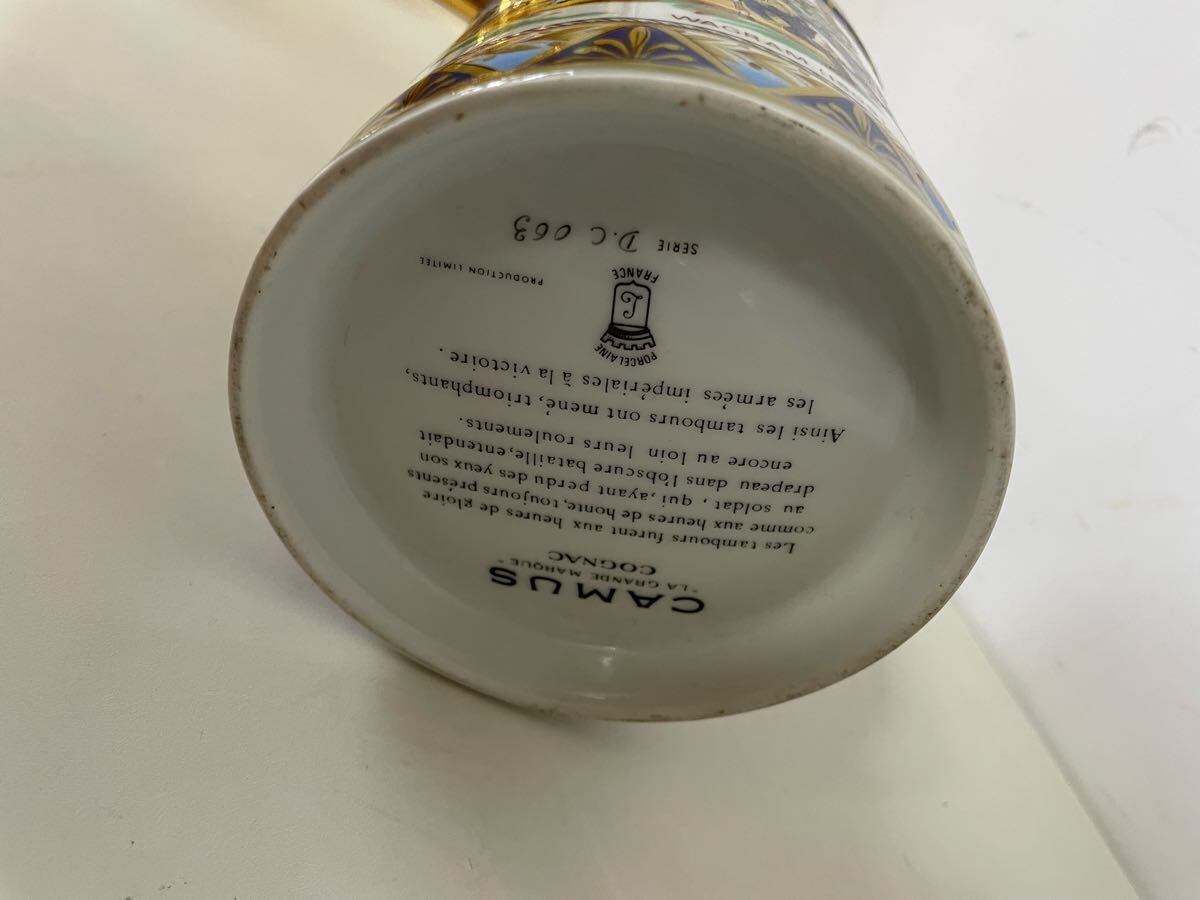 CAMUS
"LA GRANDE MARQUE"
COGNAC
Les tambours furent aux heures de gloire
comme aux heures de honte, toujours présents
au soldat, qui, ayant perdu des yeux son
drapeau dans l'obscure bataille, entendait
encore au loin leurs roulements.
Ainsi les tambours ont mené, triomphants,
les armées impériales à la victoire.
PORCELAINE
FRANCE
PRODUCTION LIMITEE
SERIE D.C 063
WAGRAM